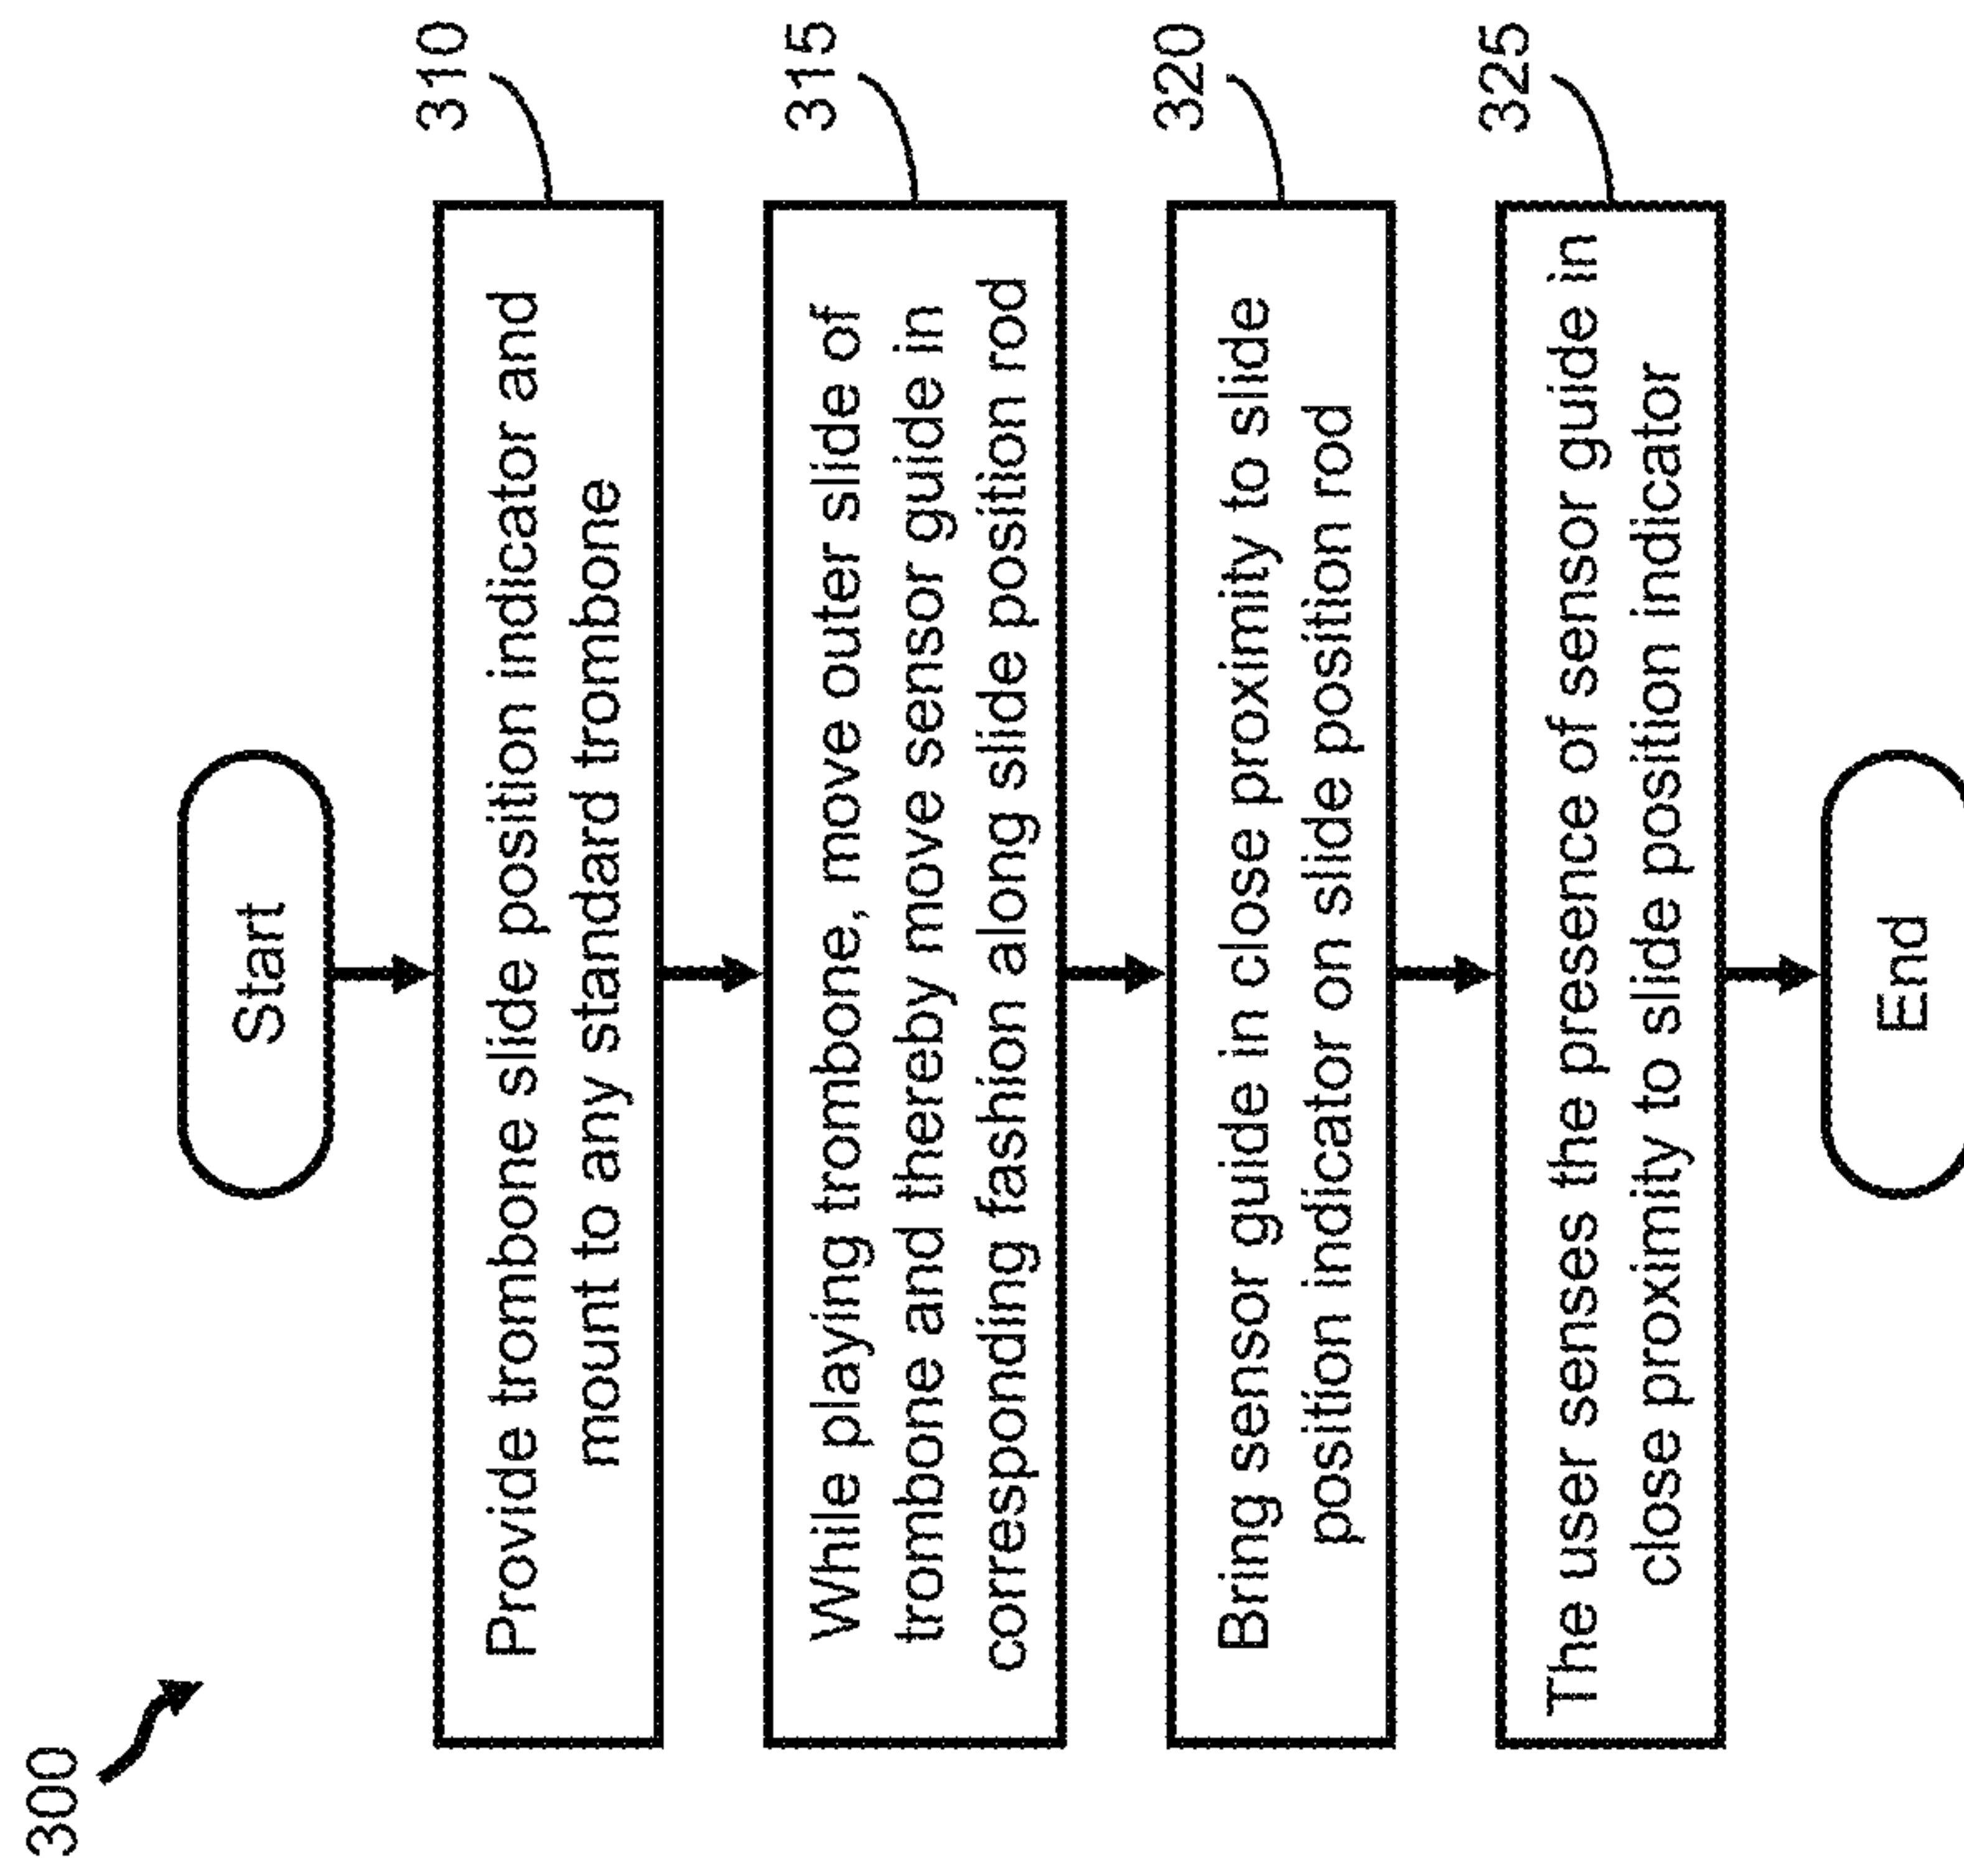 300
Start
310
Provide trombone slide position indicator and
mount to any standard trombone
315
While playing trombone, move outer slide of
trombone and thereby move sensor guide in
corresponding fashion along slide position rod
320
Bring sensor guide in close proximity to slide
position indicator on slide position rod
325
The user senses the presence of sensor guide in
close proximity to slide position indicator
End